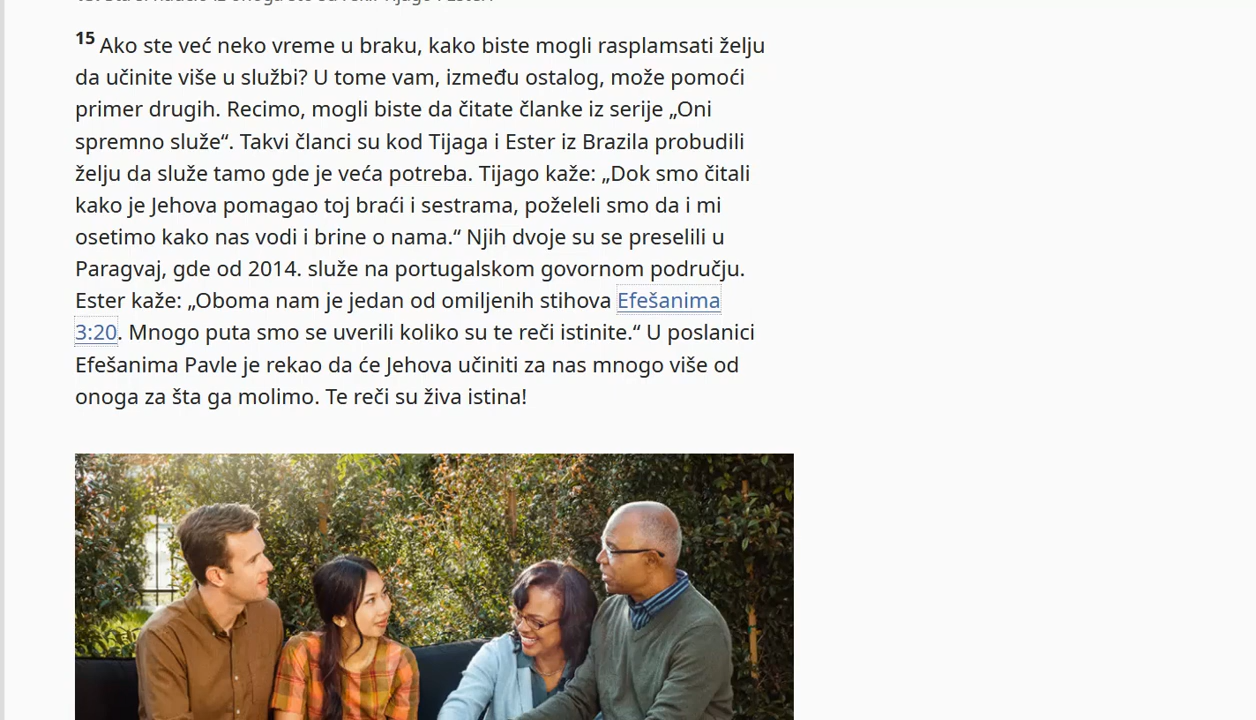 15 Ako ste već neko vreme u braku, kako biste mogli rasplamsati želju
da učinite više u službi? U tome vam, između ostalog, može pomoći
primer drugih. Recimo, mogli biste da čitate članke iz serije „Oni
spremno služe“. Takvi članci su kod Tijaga i Ester iz Brazila probudili
želju da služe tamo gde je veća potreba. Tijago kaže: „Dok smo čitali
kako je Jehova pomagao toj braći i sestrama, poželeli smo da i mi
osetimo kako nas vodi i brine o nama.“ Njih dvoje su se preselili u
Paragvaj, gde od 2014. služe na portugalskom govornom području.
Ester kaže: „Oboma nam je jedan od omiljenih stihova Efešanima
3:20. Mnogo puta smo se uverili koliko su te reči istinite.“ U poslanici
Efešanima Pavle je rekao da će Jehova učiniti za nas mnogo više od
onoga za šta ga molimo. Te reči su živa istina!